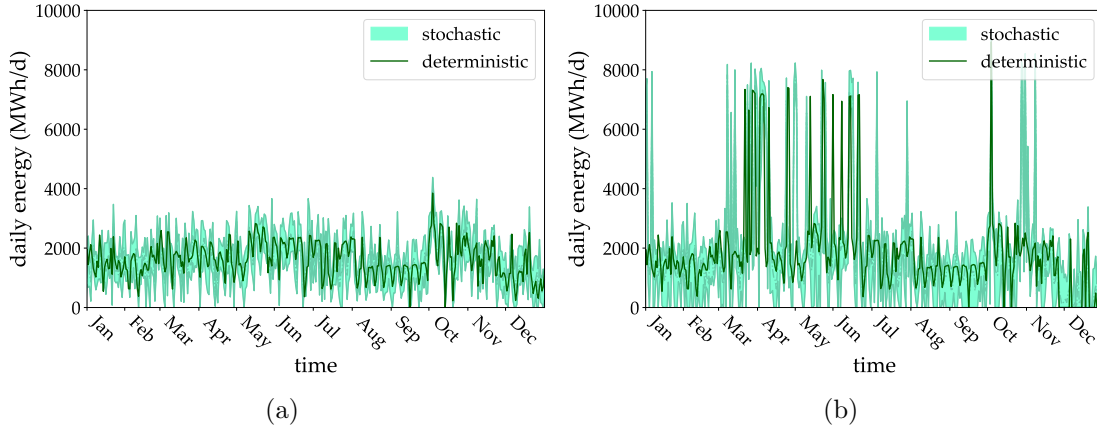 10000
8000
6000
4000
2000
0
daily energy (MWh/d)
stochastic
deterministic
Jan
Feb
Mar
Apr
May
Jun
Jul
Aug
Sep
Oct
Nov
Dec
time
(a)
10000
8000
6000
4000
2000
0
daily energy (MWh/d)
stochastic
deterministic
Jan
Feb
Mar
Apr
May
Jun
Jul
Aug
Sep
Oct
Nov
Dec
time
(b)